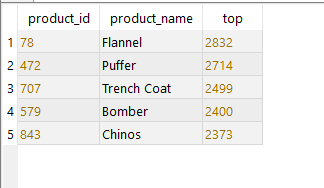 product_id product_name top
1 78 Flannel 2832
2 472 Puffer 2714
3 707 Trench Coat 2499
4 579 Bomber 2400
5 843 Chinos 2373